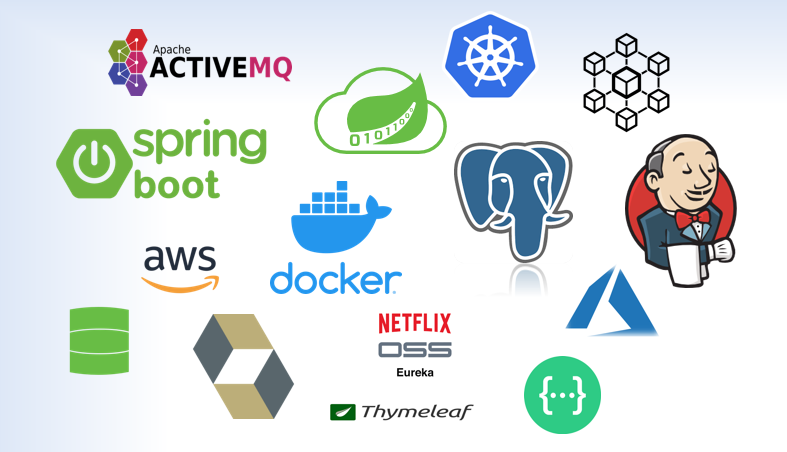 Apache
ACTIVEMQ
spring
boot
01011001
aws
docker
NETFLIX
OSS
Eureka
Thymeleaf
{...}